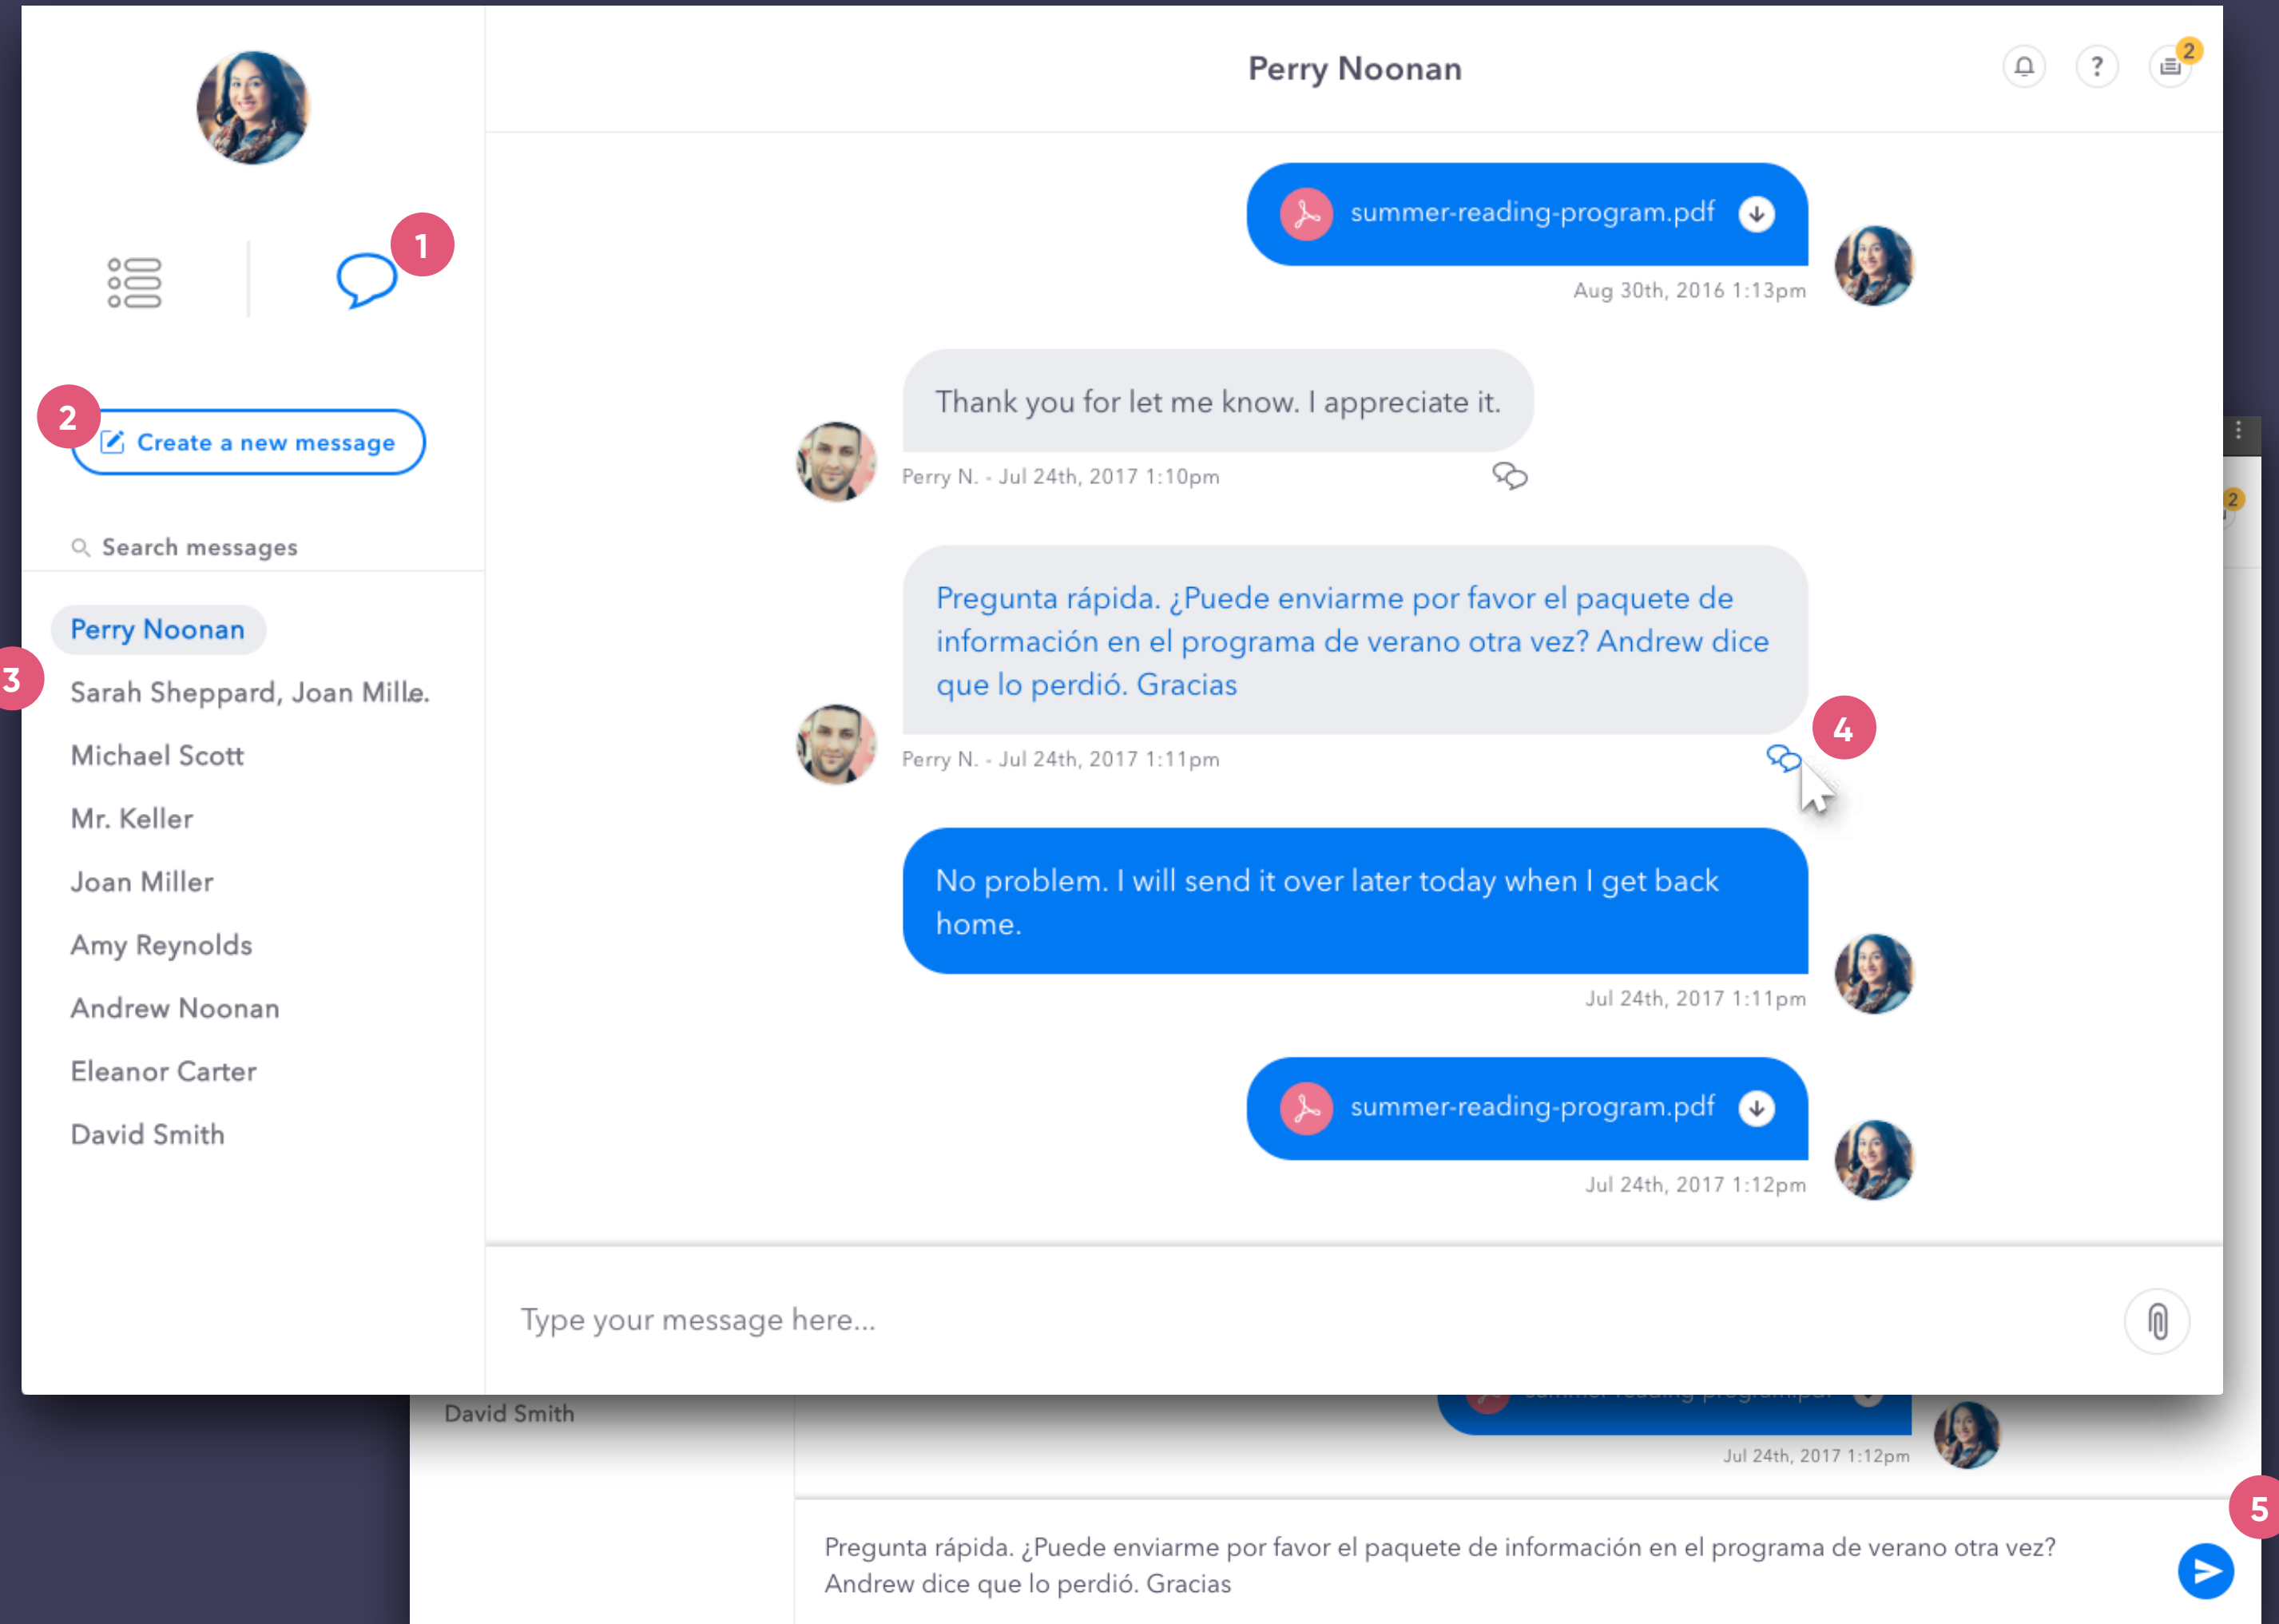 Perry Noonan
2
1
2
Create a new message
Search messages
Perry Noonan
3
Sarah Sheppard, Joan Mille.
Michael Scott
Mr. Keller
Joan Miller
Amy Reynolds
Andrew Noonan
Eleanor Carter
David Smith
summer-reading-program.pdf
Aug 30th, 2016 1:13pm
Thank you for let me know. I appreciate it.
Perry N. - Jul 24th, 2017 1:10pm
Pregunta rápida. ¿Puede enviarme por favor el paquete de
información en el programa de verano otra vez? Andrew dice
que lo perdió. Gracias
4
Perry N. - Jul 24th, 2017 1:11pm
No problem. I will send it over later today when I get back
home.
Jul 24th, 2017 1:11pm
summer-reading-program.pdf
Jul 24th, 2017 1:12pm
Type your message here...
2
David Smith
summer-reading-program.pdf
Jul 24th, 2017 1:12pm
5
Pregunta rápida. ¿Puede enviarme por favor el paquete de información en el programa de verano otra vez?
Andrew dice que lo perdió. Gracias